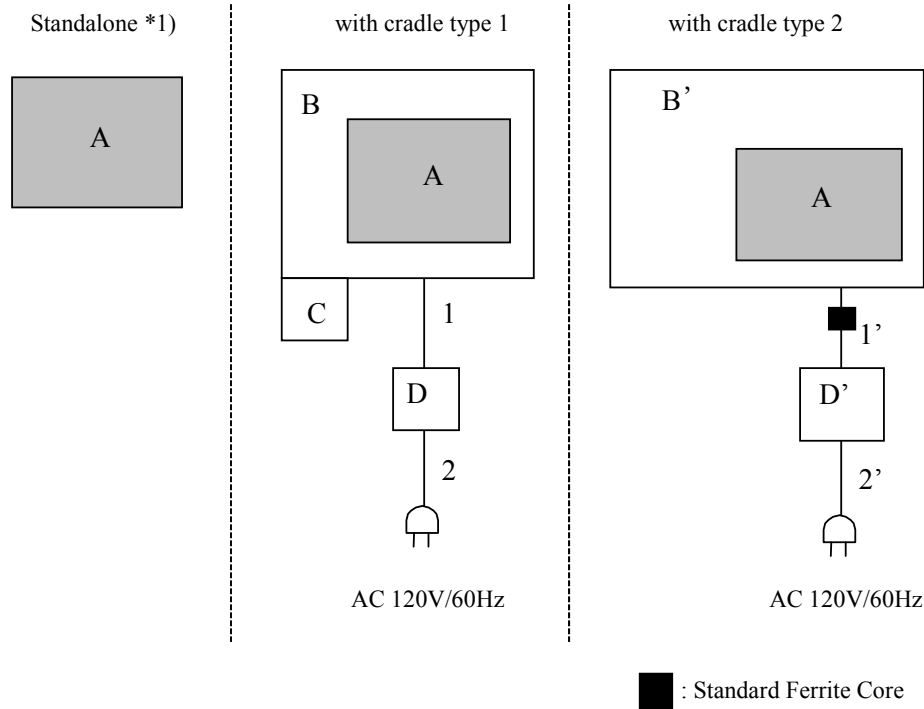 Standalone *1)
A
with cradle type 1
B
A
C
1
D
2
AC 120V/60Hz
with cradle type 2
B’
A
1’
D’
2’
AC 120V/60Hz
: Standard Ferrite Core